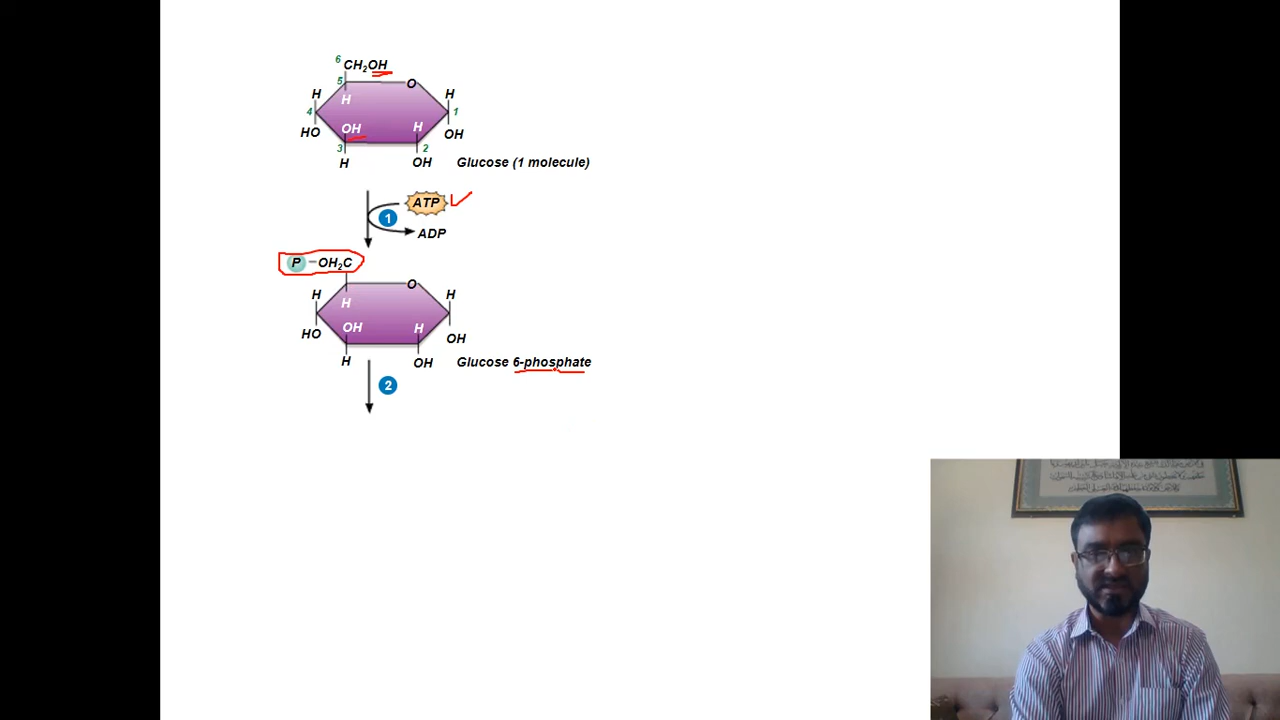 6 CH2OH
5 O
H H H
4 1
HO OH H OH
3 2
H OH Glucose (1 molecule)
ATP
1
ADP
P – OH2C
O
H H
H
HO OH H OH
H OH Glucose 6-phosphate
2